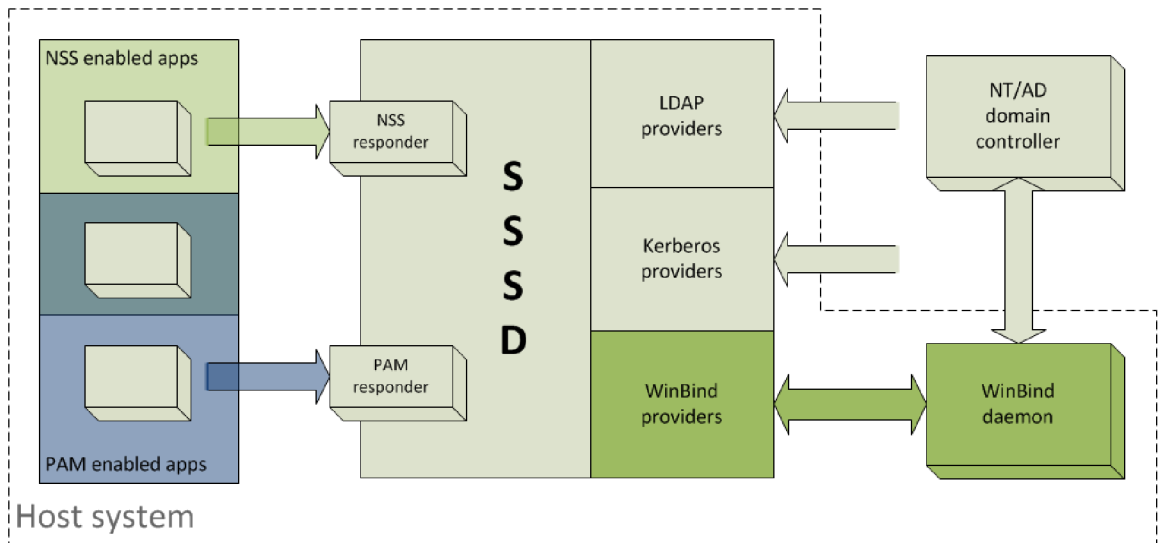 NSS enabled apps
NSS
responder
PAM
responder
PAM enabled apps
S
S
S
D
LDAP
providers
Kerberos
providers
WinBind
providers
NT/AD
domain
controller
WinBind
daemon
Host system